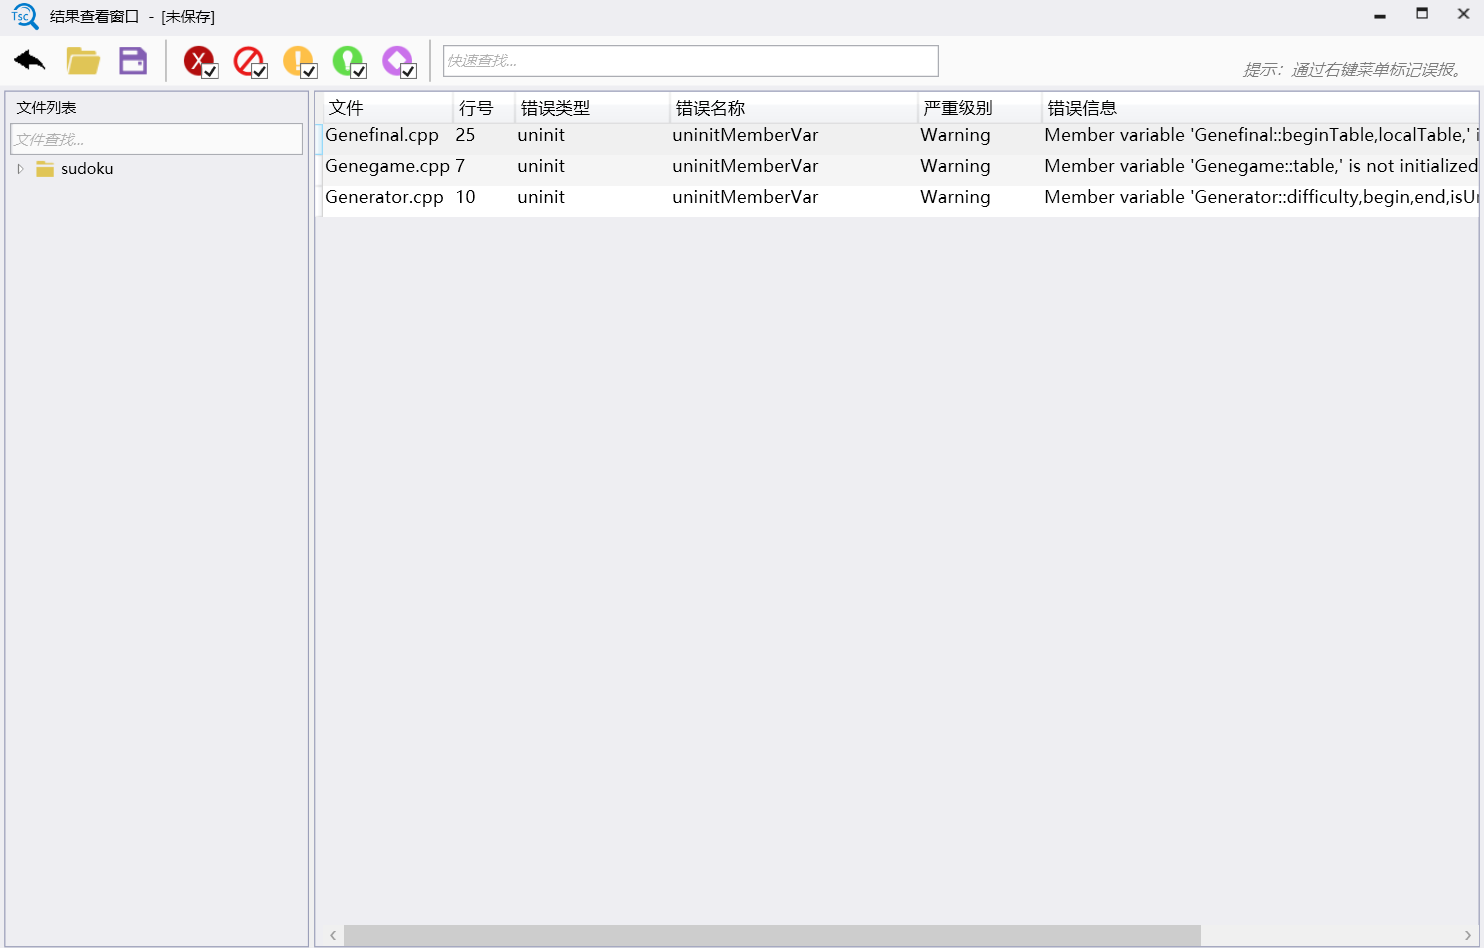 Tsc 结果查看窗口 - [未保存]
X
快速查找...
提示：通过右键菜单标记误报。
文件列表
文件查找...
sudoku
文件 行号 错误类型 错误名称 严重级别 错误信息
Genefinal.cpp 25 uninit uninitMemberVar Warning Member variable 'Genefinal::beginTable,localTable,' i
Genegame.cpp 7 uninit uninitMemberVar Warning Member variable 'Genegame::table,' is not initialized
Generator.cpp 10 uninit uninitMemberVar Warning Member variable 'Generator::difficulty,begin,end,isUn